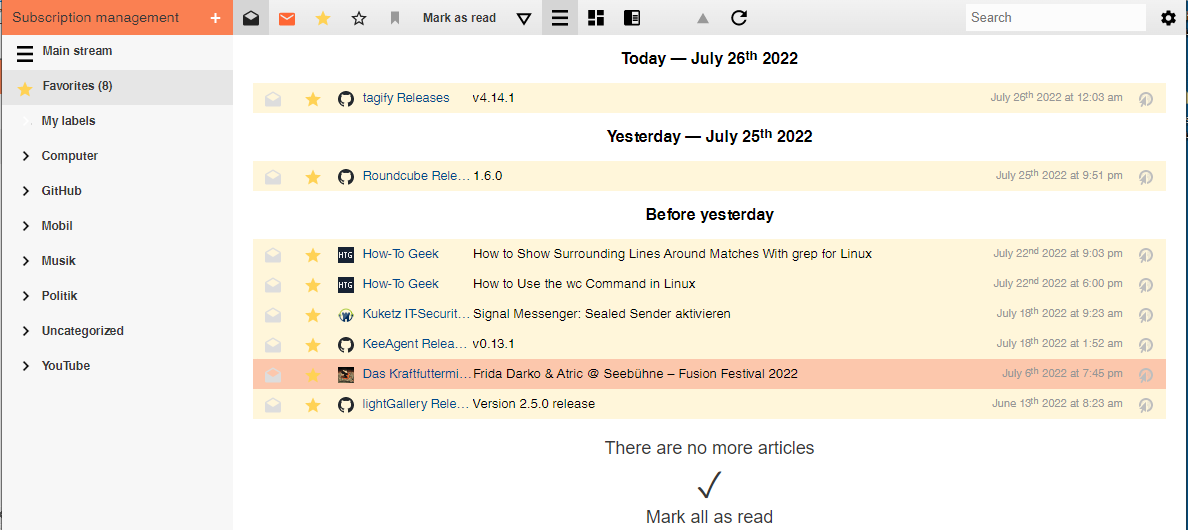 Subscription management +
Mark as read
Search
Main stream
Favorites (8)
My labels
Computer
GitHub
Mobil
Musik
Politik
Uncategorized
YouTube
Today — July 26th 2022
tagify Releases v4.14.1 July 26th 2022 at 12:03 am
Yesterday — July 25th 2022
Roundcube Rele… 1.6.0 July 25th 2022 at 9:51 pm
Before yesterday
HTG How-To Geek How to Show Surrounding Lines Around Matches With grep for Linux July 22nd 2022 at 9:03 pm
HTG How-To Geek How to Use the wc Command in Linux July 22nd 2022 at 6:00 pm
Kuketz IT-Securit… Signal Messenger: Sealed Sender aktivieren July 18th 2022 at 9:23 am
KeeAgent Relea… v0.13.1 July 18th 2022 at 1:52 am
Das Kraftfuttermi… Frida Darko & Atric @ Seebühne – Fusion Festival 2022 July 6th 2022 at 7:45 pm
lightGallery Rele… Version 2.5.0 release June 13th 2022 at 8:23 am
There are no more articles
✓
Mark all as read